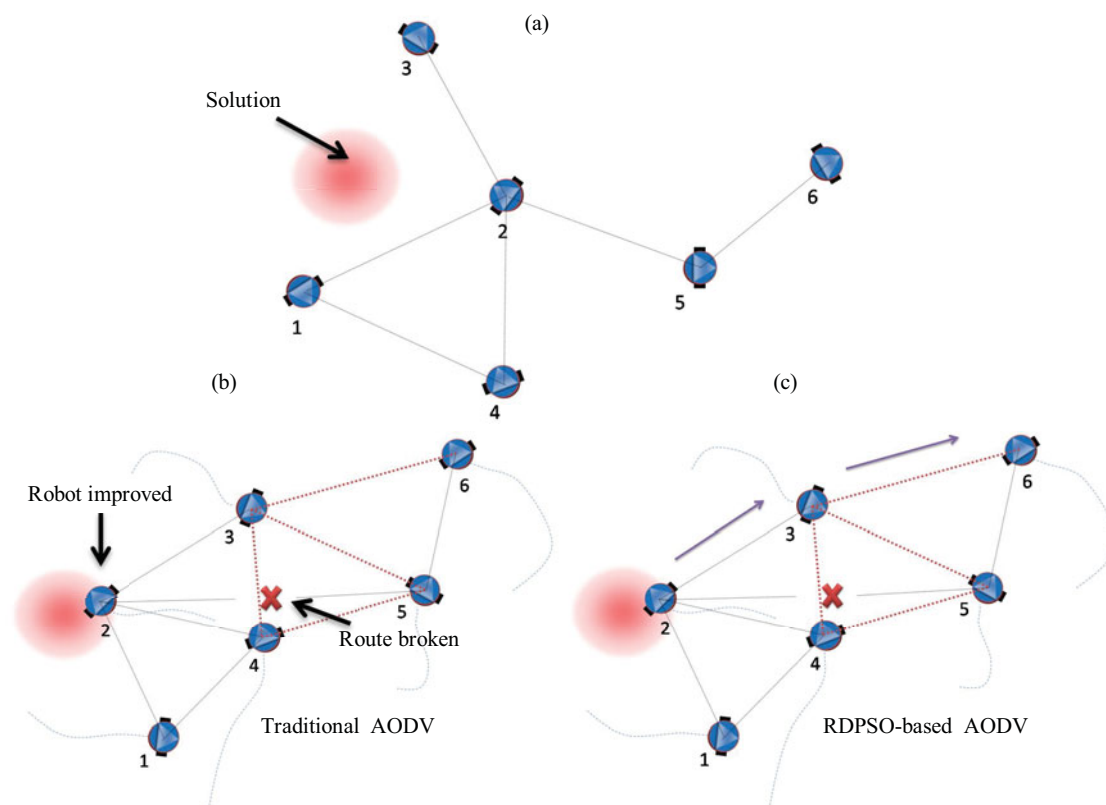 (a)
3
Solution
6
2
5
1
4
(b)
(c)
Robot improved
6
3
2
5
Route broken
4
Traditional AODV
1
6
3
2
5
4
RDPSO-based AODV
1